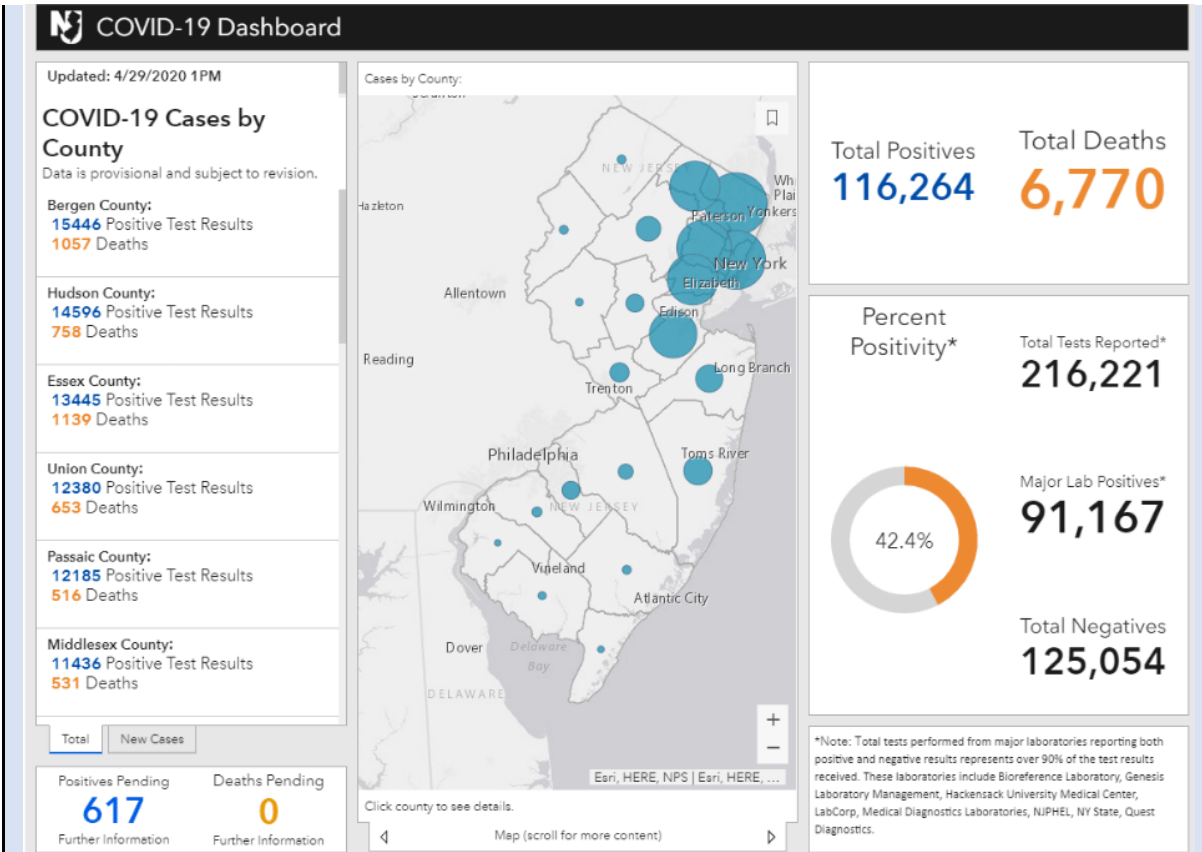 NJ COVID-19 Dashboard
Updated: 4/29/2020 1PM
COVID-19 Cases by
County
Data is provisional and subject to revision.
Bergen County:
15446 Positive Test Results
1057 Deaths
Hudson County:
14596 Positive Test Results
758 Deaths
Essex County:
13445 Positive Test Results
1139 Deaths
Union County:
12380 Positive Test Results
653 Deaths
Passaic County:
12185 Positive Test Results
516 Deaths
Middlesex County:
11436 Positive Test Results
531 Deaths
Total
New Cases
Positives Pending
617
Further Information
Deaths Pending
0
Further Information
Cases by County:
NEW JERSEY
Hazleton
Paterson
Yonkers
New York
Allentown
Elizabeth
Edison
Reading
Long Branch
Trenton
Philadelphia
Toms River
Wilmington
NEW JERSEY
Vineland
Atlantic City
Dover
Delaware
Bay
DELAWARE
+
−
Esri, HERE, NPS | Esri, HERE, ...
Click county to see details.
Map (scroll for more content)
Total Positives
116,264
Total Deaths
6,770
Percent
Positivity*
42.4%
Total Tests Reported*
216,221
Major Lab Positives*
91,167
Total Negatives
125,054
*Note: Total tests performed from major laboratories reporting both
positive and negative results represents over 90% of the test results
received. These laboratories include Bioreference Laboratory, Genesis
Laboratory Management, Hackensack University Medical Center,
LabCorp, Medical Diagnostics Laboratories, NJPHEL, NY State, Quest
Diagnostics.